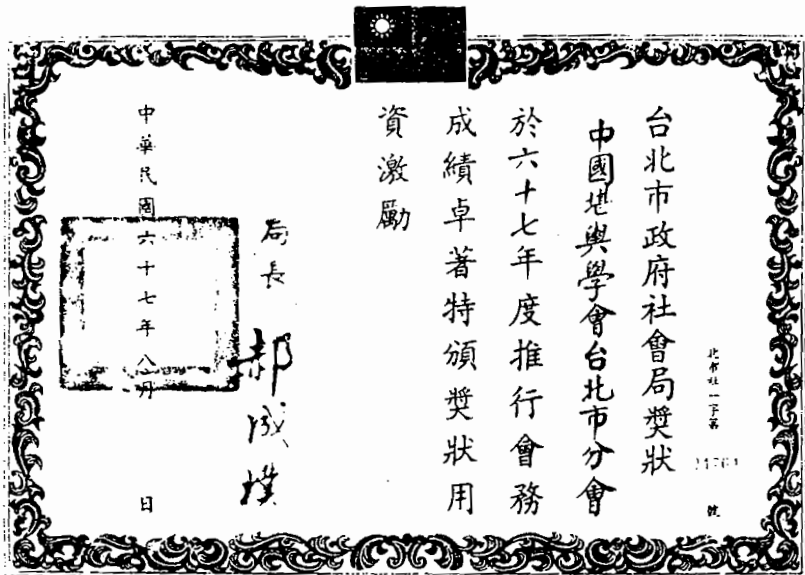 台北市政府社會局獎狀
北市社一字第
號
中國堪輿學會台北市分會
於六十七年度推行會務
成績卓著特頒獎狀用
資激勵
局長 郝成璞
中華民國六十七年八月 日